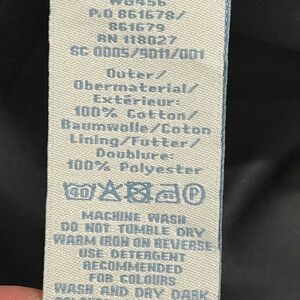 WG456
P.O 861678/
861679
RN 118027
SC 0005/9011/001
Outer/
Obermaterial/
Extérieur:
100% Cotton/
Baumwolle/Coton
Lining/Futter/
Doublure:
100% Polyester
MACHINE WASH
DO NOT TUMBLE DRY
WARM IRON ON REVERSE
USE DETERGENT
RECOMMENDED
FOR COLOURS
WASH AND DRY DARK